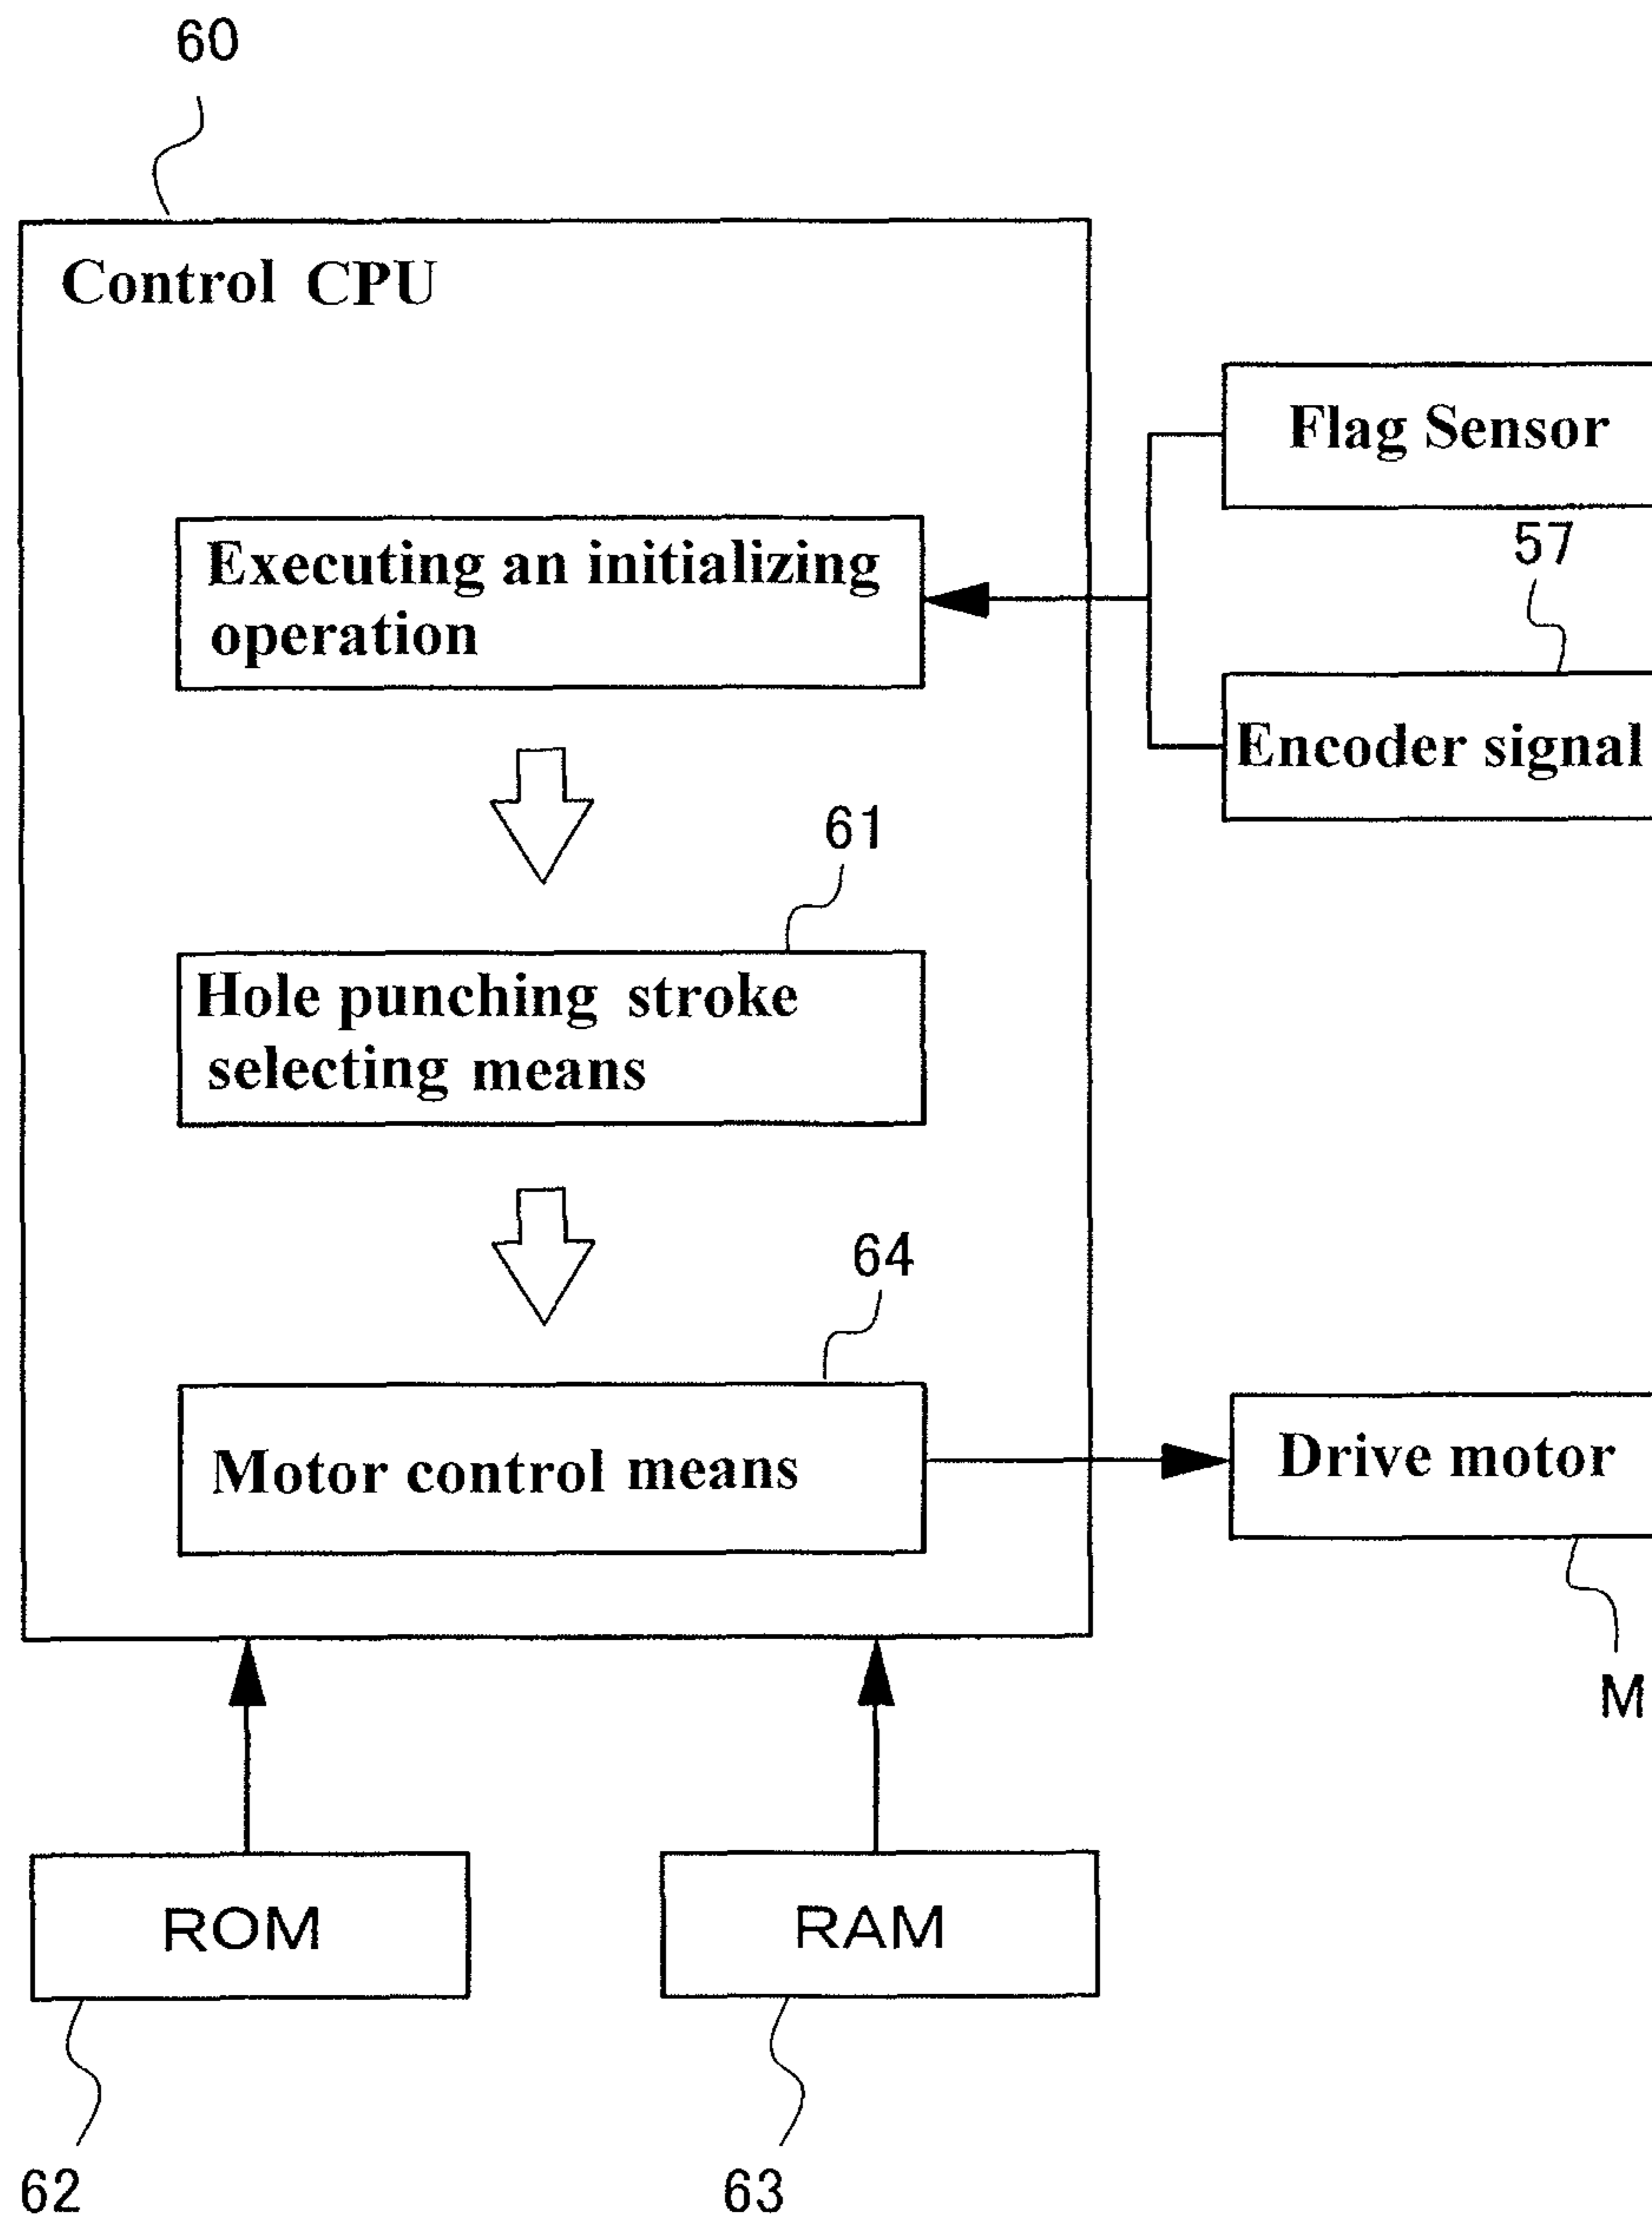 60
Control CPU
Flag Sensor
Executing an initializing
operation
57
Encoder signal
61
Hole punching stroke
selecting means
64
Motor control means
Drive motor
M
ROM
RAM
62
63